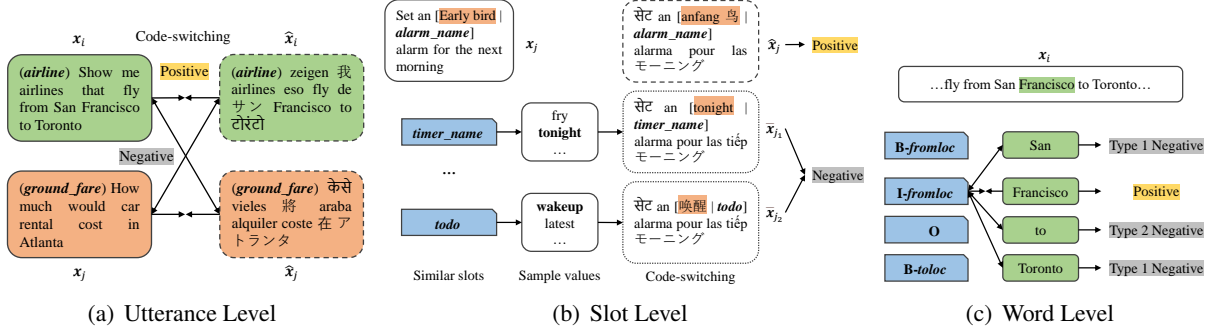 x_i
Code-switching
x̂_i
(airline) Show me
airlines that fly
from San Francisco
to Toronto
Positive
(airline) zeigen 我
airlines eso fly de
サン Francisco to
टोरंटो
Negative
(ground_fare) How
much would car
rental cost in
Atlanta
(ground_fare) केसे
vieles 將 araba
alquiler coste 在 ア
トランタ
x_j
x̂_j
(a) Utterance Level
Set an [Early bird |
alarm_name]
alarm for the next
morning
x_j
सेट an [anfang 鸟 |
alarm_name]
alarma pour las
モーニング
x̂_j
Positive
timer_name
fry
tonight
...
सेट an [tonight |
timer_name]
alarma pour las tiếp
モーニング
x̄_j1
...
Negative
todo
wakeup
latest
...
सेट an [唤醒 | todo]
alarma pour las tiếp
モーニング
x̄_j2
Similar slots
Sample values
Code-switching
(b) Slot Level
x_i
…fly from San Francisco to Toronto…
B-fromloc
San
Type 1 Negative
I-fromloc
Francisco
Positive
O
to
Type 2 Negative
B-toloc
Toronto
Type 1 Negative
(c) Word Level